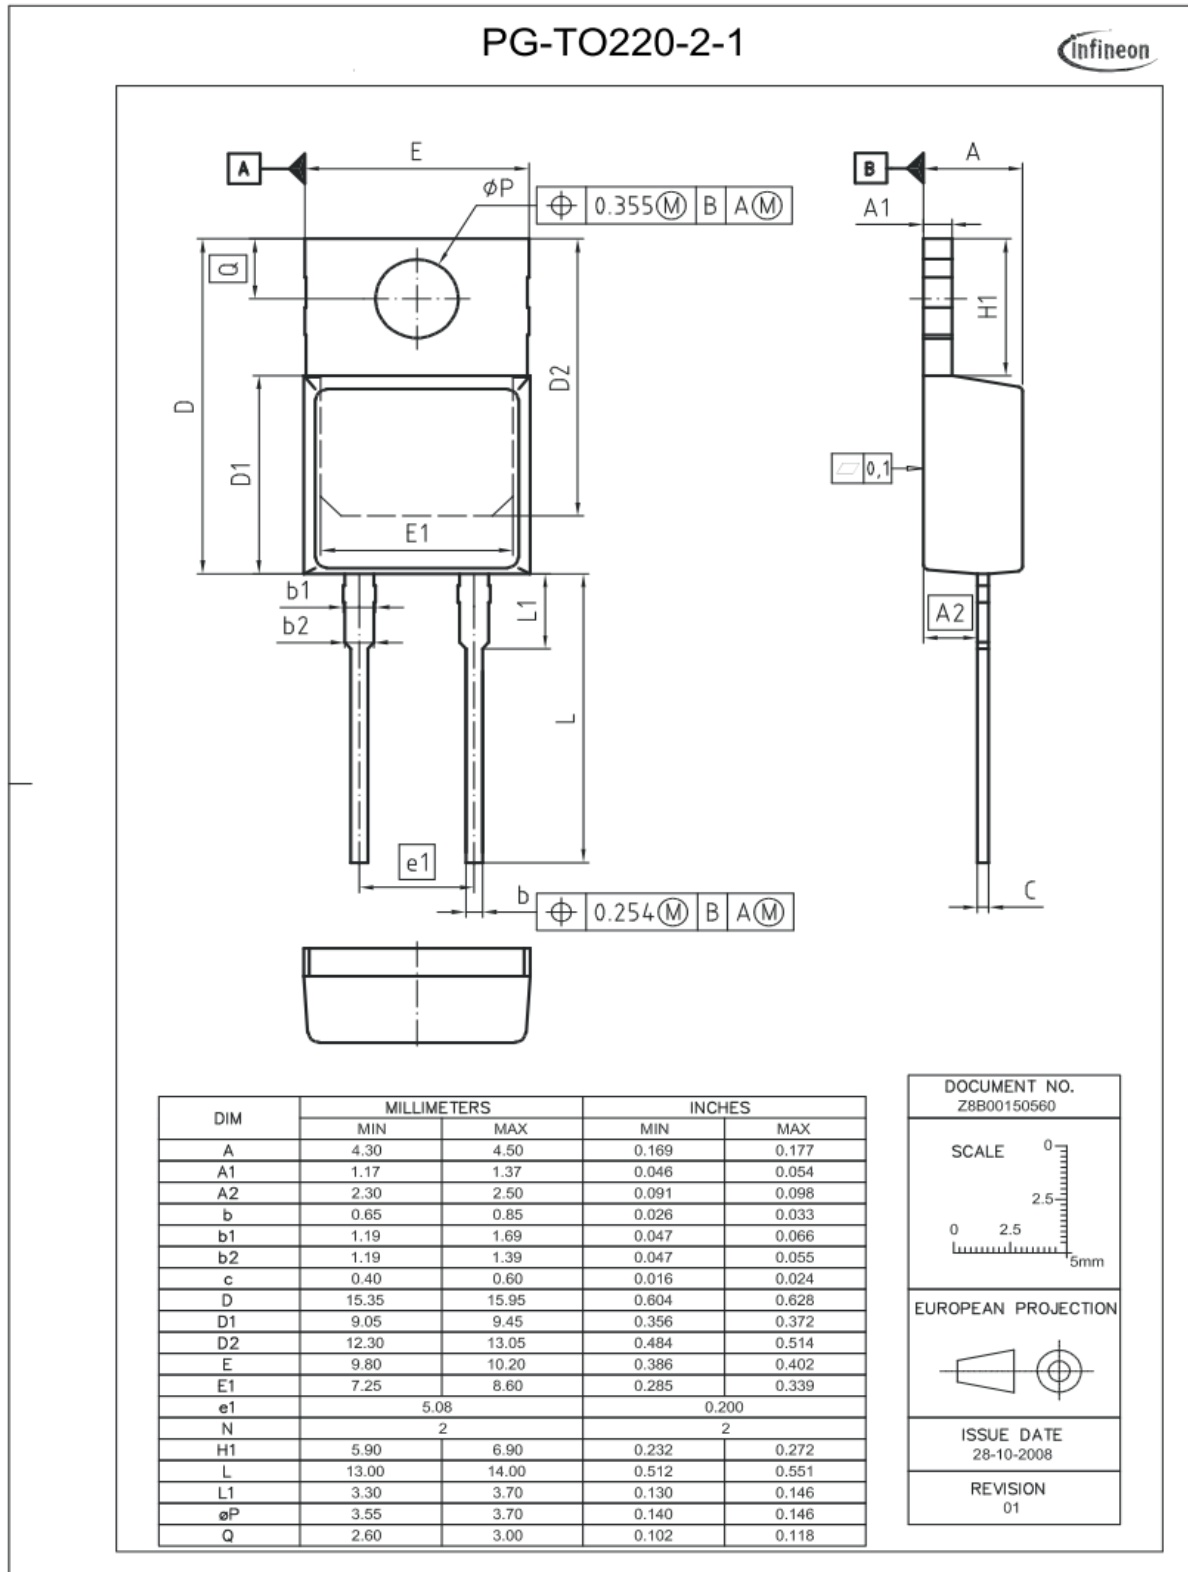 PG-TO220-2-1
infineon
A
E
B
A
øP
0.355 Ⓜ B A Ⓜ
A1
Q
H1
D2
D
D1
0,1
E1
b1
L1
A2
b2
L
e1
b
0.254 Ⓜ B A Ⓜ
C
DIM MILLIMETERS INCHES
MIN MAX MIN MAX
A 4.30 4.50 0.169 0.177
A1 1.17 1.37 0.046 0.054
A2 2.30 2.50 0.091 0.098
b 0.65 0.85 0.026 0.033
b1 1.19 1.69 0.047 0.066
b2 1.19 1.39 0.047 0.055
c 0.40 0.60 0.016 0.024
D 15.35 15.95 0.604 0.628
D1 9.05 9.45 0.356 0.372
D2 12.30 13.05 0.484 0.514
E 9.80 10.20 0.386 0.402
E1 7.25 8.60 0.285 0.339
e1 5.08 0.200
N 2 2
H1 5.90 6.90 0.232 0.272
L 13.00 14.00 0.512 0.551
L1 3.30 3.70 0.130 0.146
øP 3.55 3.70 0.140 0.146
Q 2.60 3.00 0.102 0.118
DOCUMENT NO.
Z8B00150560
SCALE 0
2.5
0 2.5
5mm
EUROPEAN PROJECTION
ISSUE DATE
28-10-2008
REVISION
01